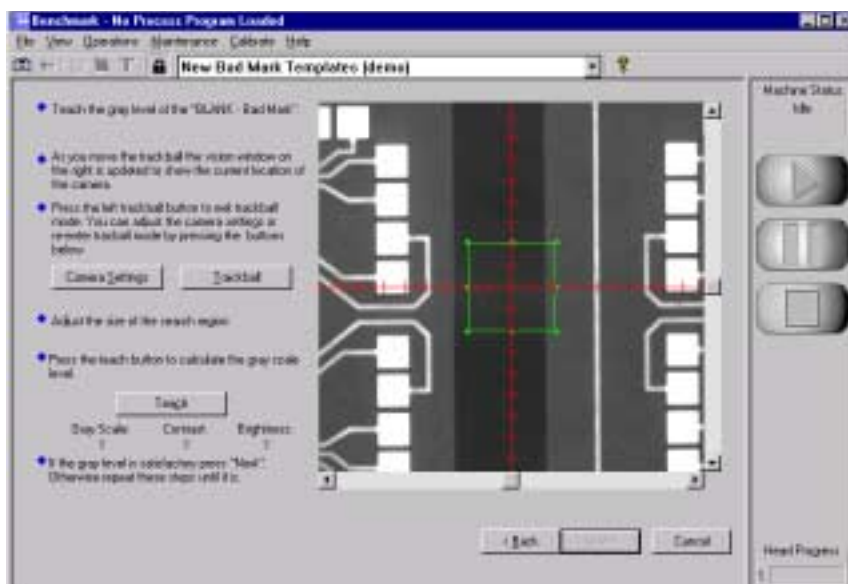 Benchmark - No Process Program Loaded
File View Operations Maintenance Calibrate Help
New Bad Mark Templates (demo)
Machine Status
Idle
Teach the gray level of the "BLANK - Bad Mark".
As you move the trackball the vision window on
the right is updated to show the current location of
the camera.
Press the left trackball button to exit trackball
mode. You can adjust the camera settings or
re-enter trackball mode by pressing the buttons
below.
Camera Settings
Trackball
Adjust the size of the search region.
Press the teach button to calculate the gray scale
level.
Teach
Gray Scale Contrast Brightness
If the gray level is satisfactory press "Next".
Otherwise repeat these steps until it is.
< Back
Cancel
Head Progress
1